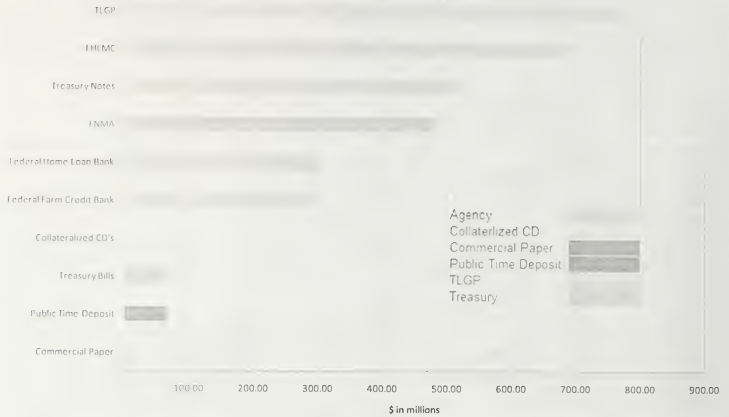 TLGP
FHLMC
Treasury Notes
FNMA
Federal Home Loan Bank
Federal Farm Credit Bank
Collateralized CD's
Treasury Bills
Public Time Deposit
Commercial Paper
Agency
Collaterlized CD
Commercial Paper
Public Time Deposit
TLGP
Treasury
100.00 200.00 300.00 400.00 500.00 600.00 700.00 800.00 900.00
$ in millions